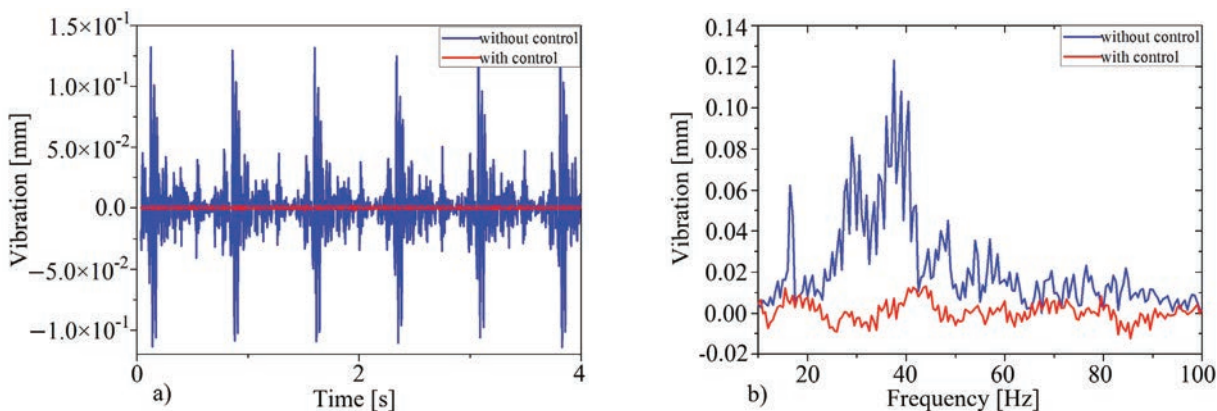 1.5×10⁻¹
1.0×10⁻¹
5.0×10⁻²
0.0
−5.0×10⁻²
−1.0×10⁻¹
Vibration [mm]
without control
with control
0
2
4
a)
Time [s]
0.14
0.12
0.10
0.08
0.06
0.04
0.02
0.00
-0.02
Vibration [mm]
without control
with control
20
40
60
80
100
b)
Frequency [Hz]